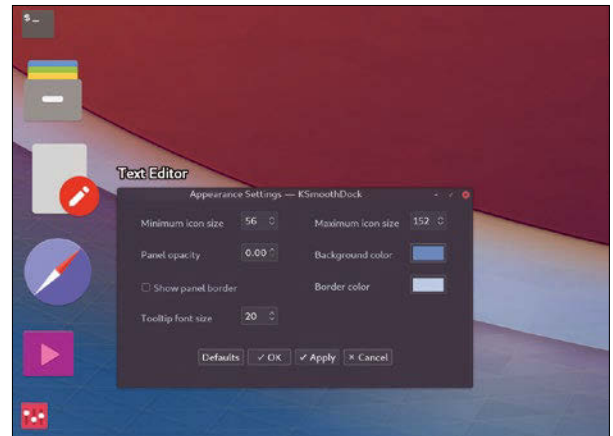 $ _
Text Editor
Appearance Settings — KSmoothDock
Minimum icon size 56 Maximum icon size 152
Panel opacity 0.00 Background color
Show panel border Border color
Tooltip font size 20
Defaults ✓ OK ✓ Apply × Cancel